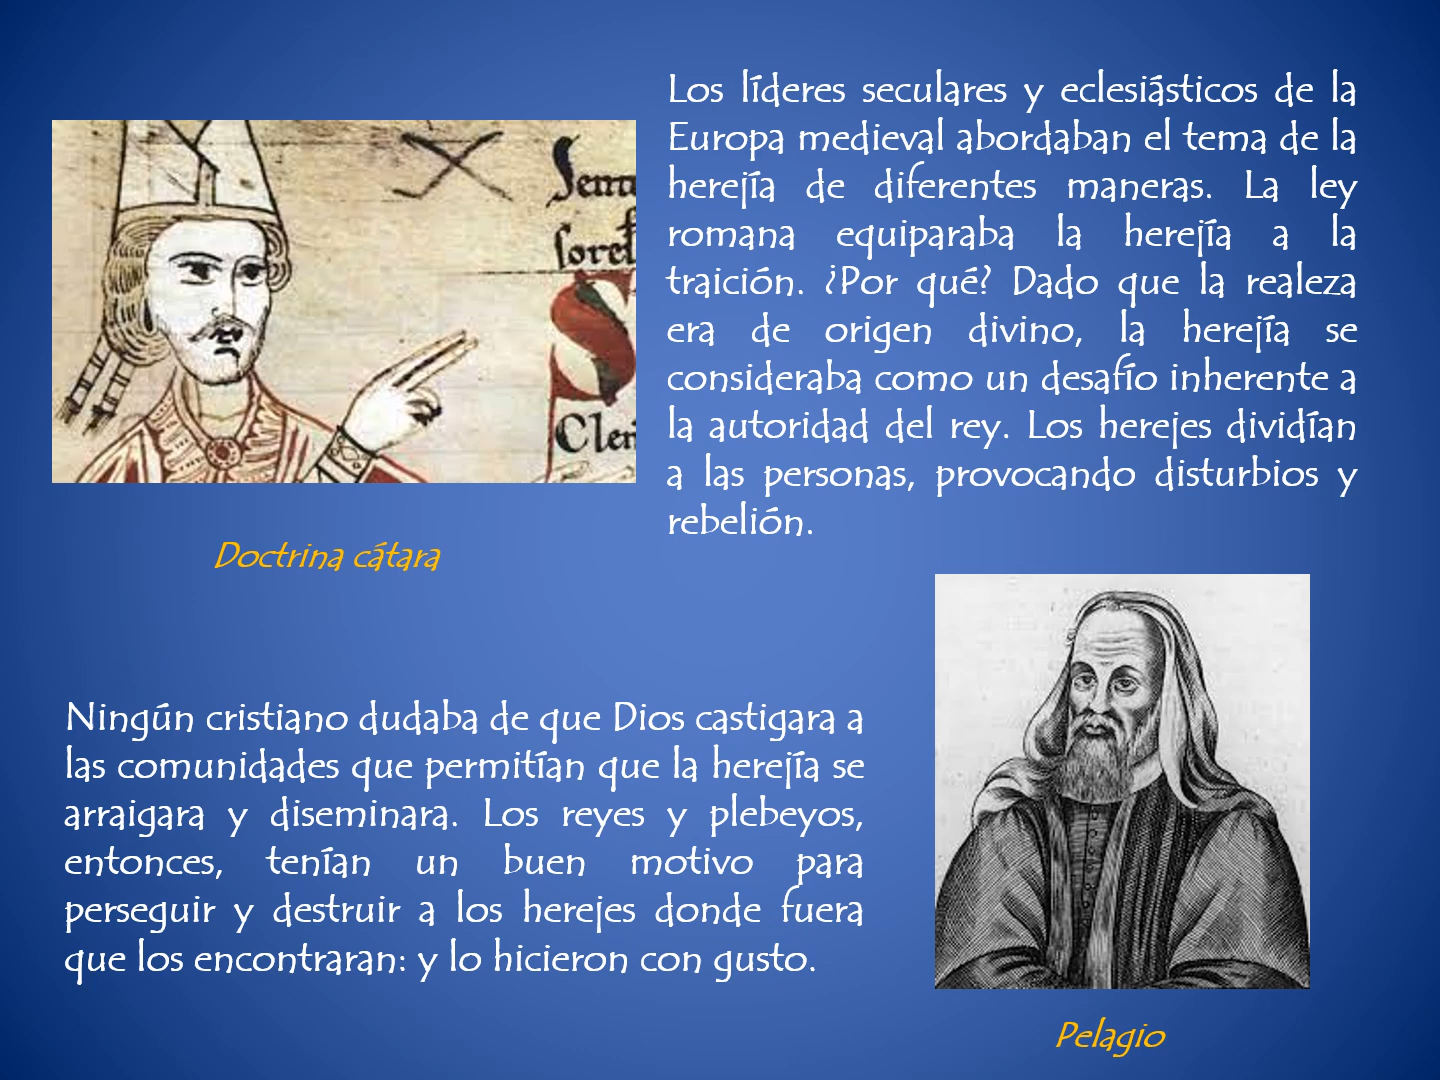 Los líderes seculares y eclesiásticos de la
Europa medieval abordaban el tema de la
herejía de diferentes maneras. La ley
romana equiparaba la herejía a la
traición. ¿Por qué? Dado que la realeza
era de origen divino, la herejía se
consideraba como un desafío inherente a
la autoridad del rey. Los herejes dividían
a las personas, provocando disturbios y
rebelión.
Doctrina cátara
Ningún cristiano dudaba de que Dios castigara a
las comunidades que permitían que la herejía se
arraigara y diseminara. Los reyes y plebeyos,
entonces, tenían un buen motivo para
perseguir y destruir a los herejes donde fuera
que los encontraran: y lo hicieron con gusto.
Pelagio